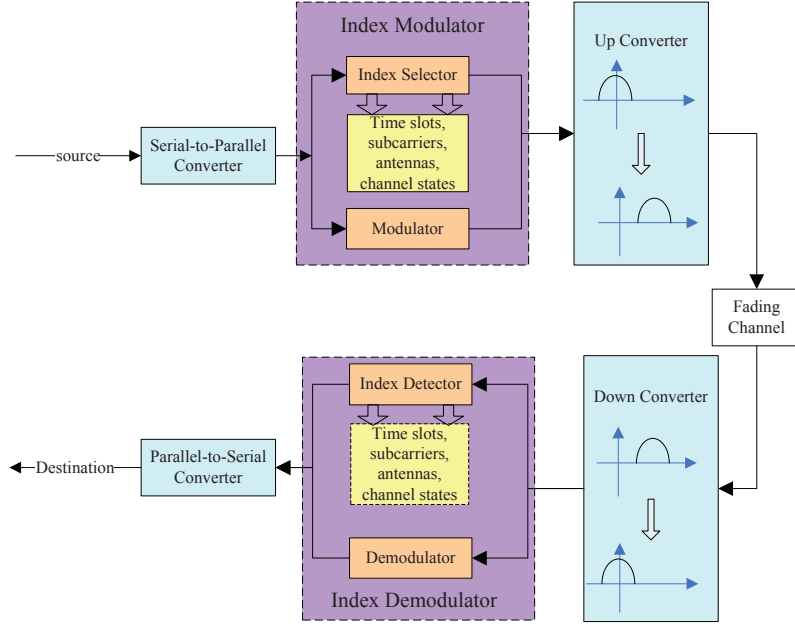 Index Modulator
Index Selector
Time slots,
subcarriers,
antennas,
channel states
Modulator
source
Serial-to-Parallel
Converter
Up Converter
Fading
Channel
Down Converter
Index Detector
Time slots,
subcarriers,
antennas,
channel states
Demodulator
Index Demodulator
Parallel-to-Serial
Converter
Destination